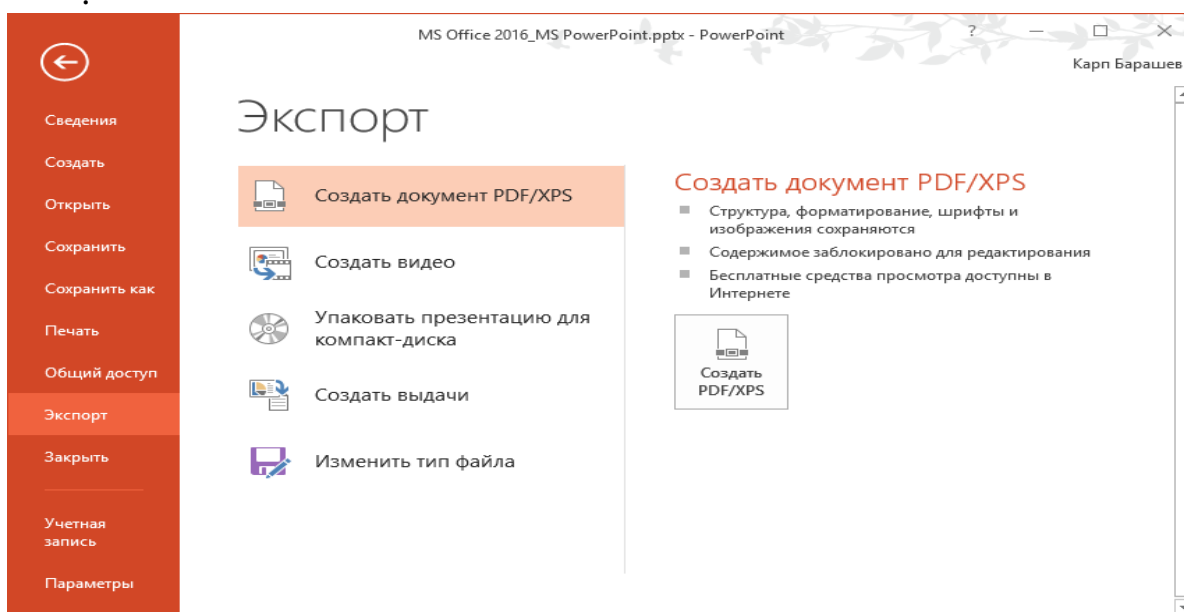 MS Office 2016_MS PowerPoint.pptx - PowerPoint
?
Карп Барашев
Сведения
Создать
Открыть
Сохранить
Сохранить как
Печать
Общий доступ
Экспорт
Закрыть
Учетная
запись
Параметры
Экспорт
Создать документ PDF/XPS
Создать видео
Упаковать презентацию для
компакт-диска
Создать выдачи
Изменить тип файла
Создать документ PDF/XPS
Структура, форматирование, шрифты и
изображения сохраняются
Содержимое заблокировано для редактирования
Бесплатные средства просмотра доступны в
Интернете
Создать
PDF/XPS